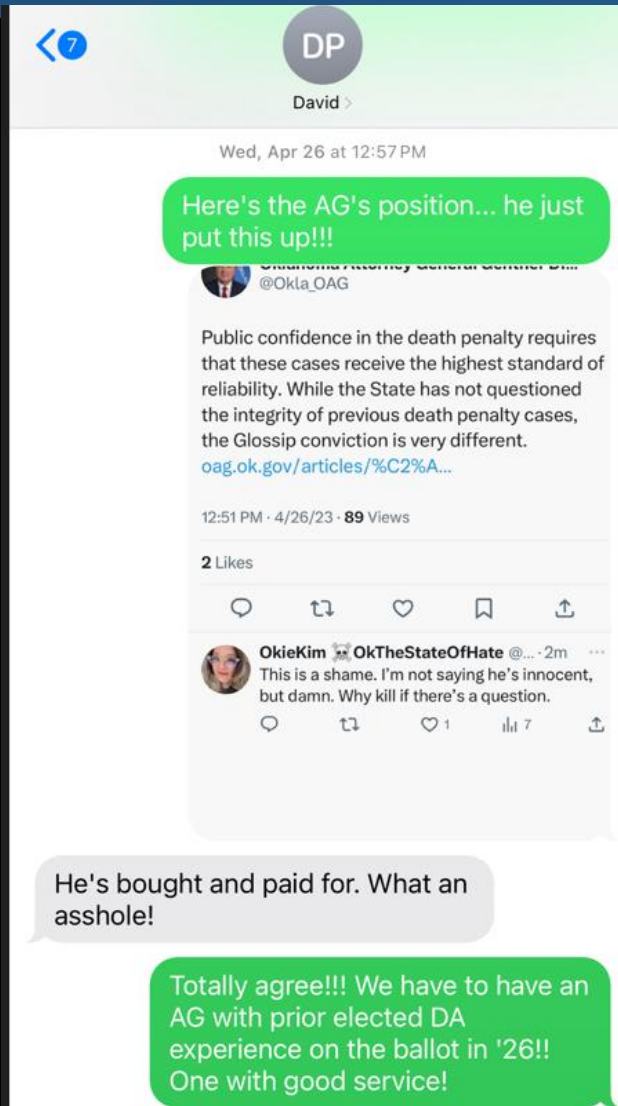 7
DP
David
Wed, Apr 26 at 12:57 PM
Here's the AG's position... he just
put this up!!!
@Okla_OAG
Public confidence in the death penalty requires
that these cases receive the highest standard of
reliability. While the State has not questioned
the integrity of previous death penalty cases,
the Glossip conviction is very different.
oag.ok.gov/articles/%C2%A...
12:51 PM · 4/26/23 · 89 Views
2 Likes
OkieKim ☠️ OkTheStateOfHate @... · 2m ...
This is a shame. I'm not saying he's innocent,
but damn. Why kill if there's a question.
1 7
He's bought and paid for. What an
asshole!
Totally agree!!! We have to have an
AG with prior elected DA
experience on the ballot in '26!!
One with good service!